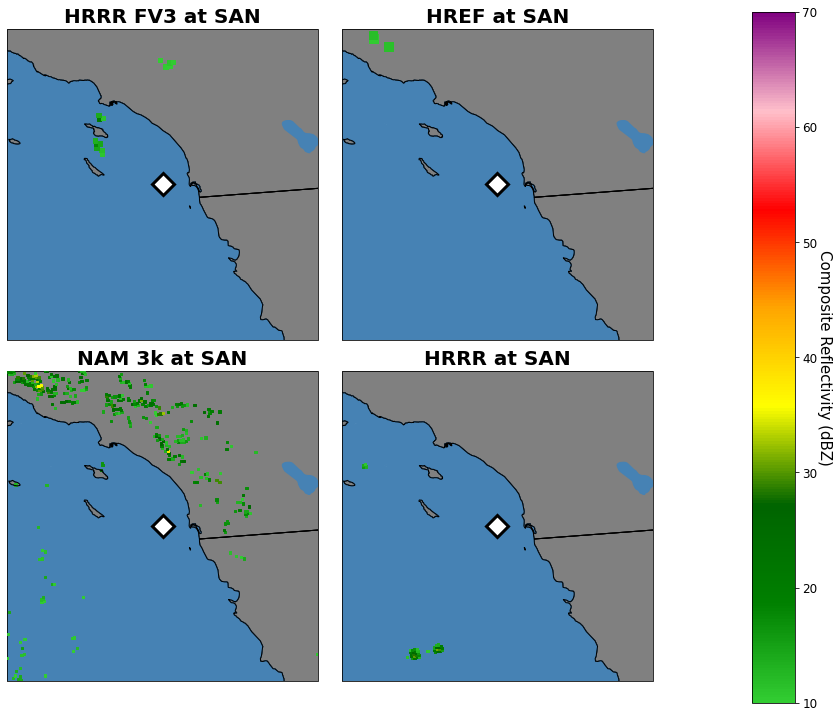 HRRR FV3 at SAN
HREF at SAN
NAM 3k at SAN
HRRR at SAN
70
60
50
40
30
20
10
Composite Reflectivity (dBZ)